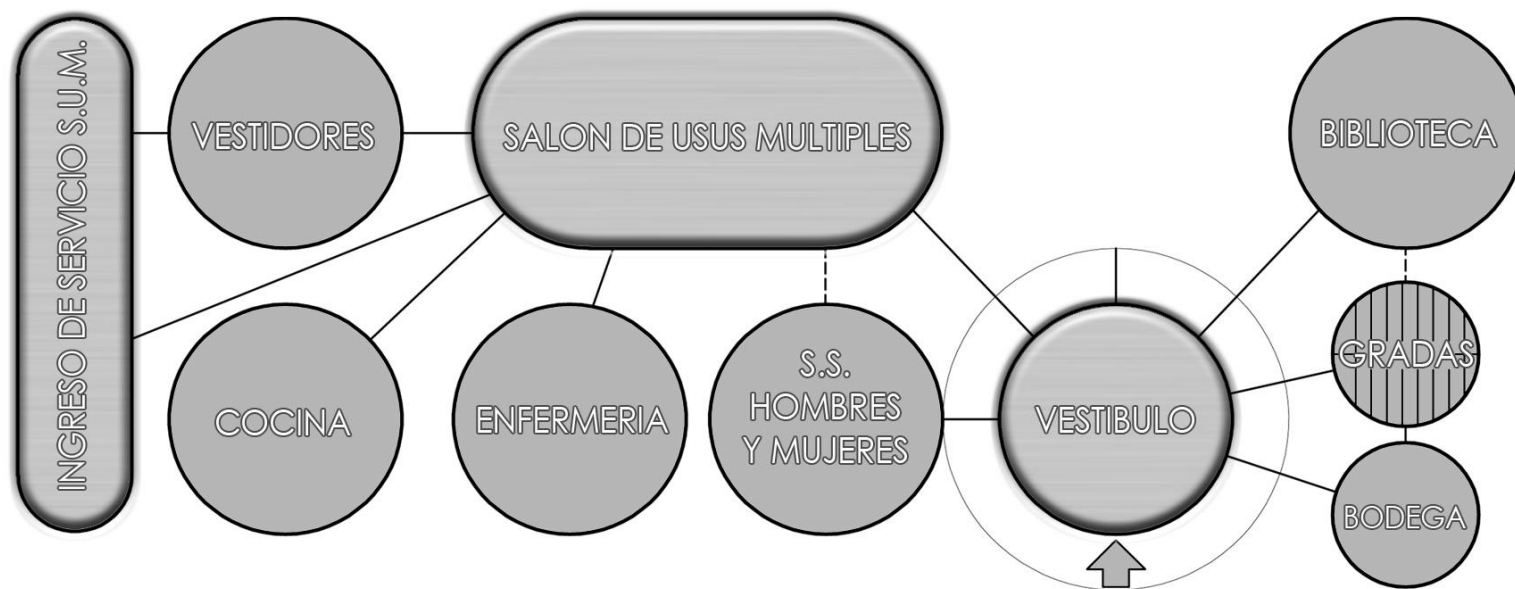 INGRESO DE SERVICIO S.U.M.
VESTIDORES
SALON DE USUS MULTIPLES
BIBLIOTECA
COCINA
ENFERMERIA
S.S.
HOMBRES
Y MUJERES
VESTIBULO
GRADAS
BODEGA